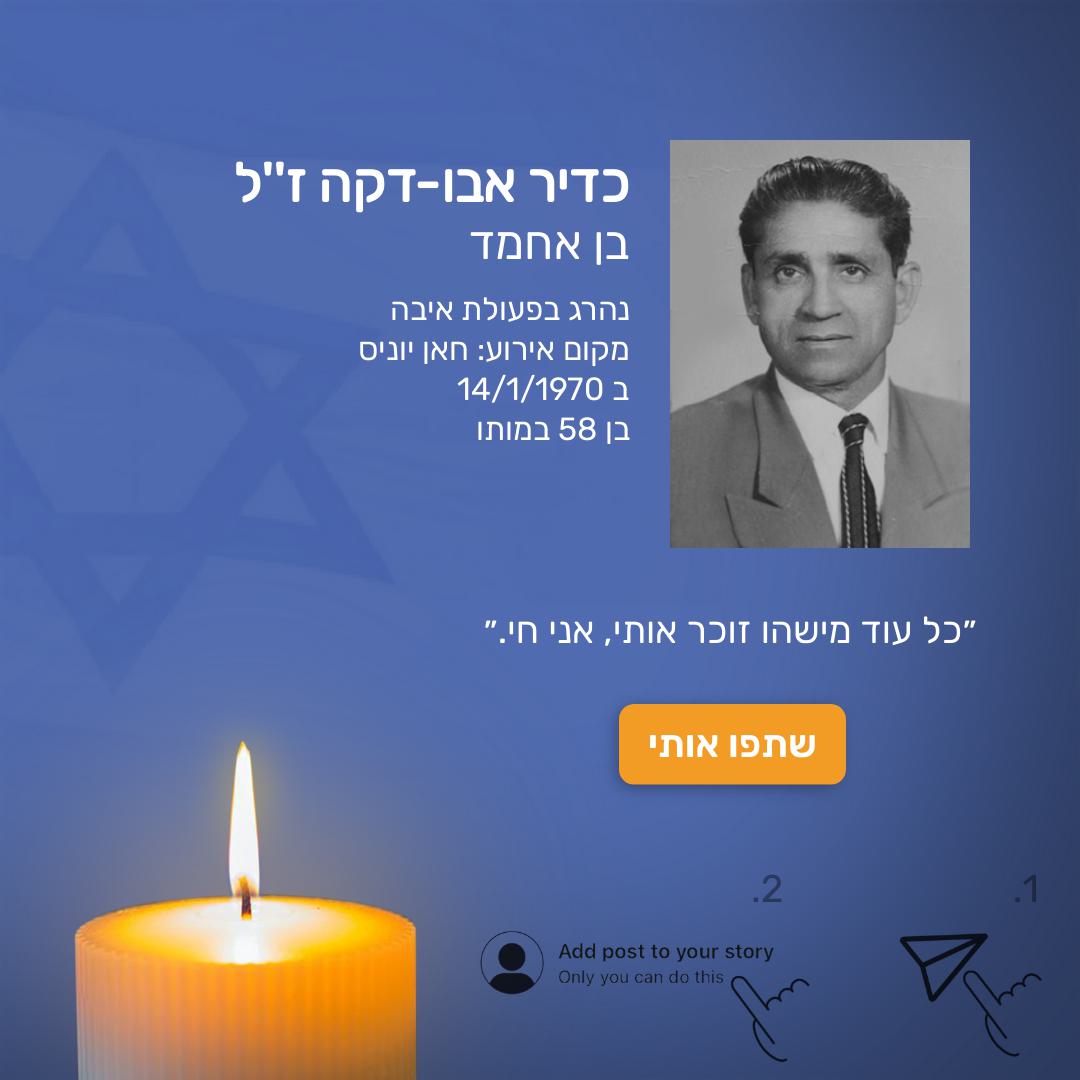 כדיר אבו-דקה ז"ל
בן אחמד
נהרג בפעולת איבה
מקום אירוע: חאן יוניס
ב 14/1/1970
בן 58 במותו
"כל עוד מישהו זוכר אותי, אני חי."
שתפו אותי
1.
2.
Add post to your story
Only you can do this